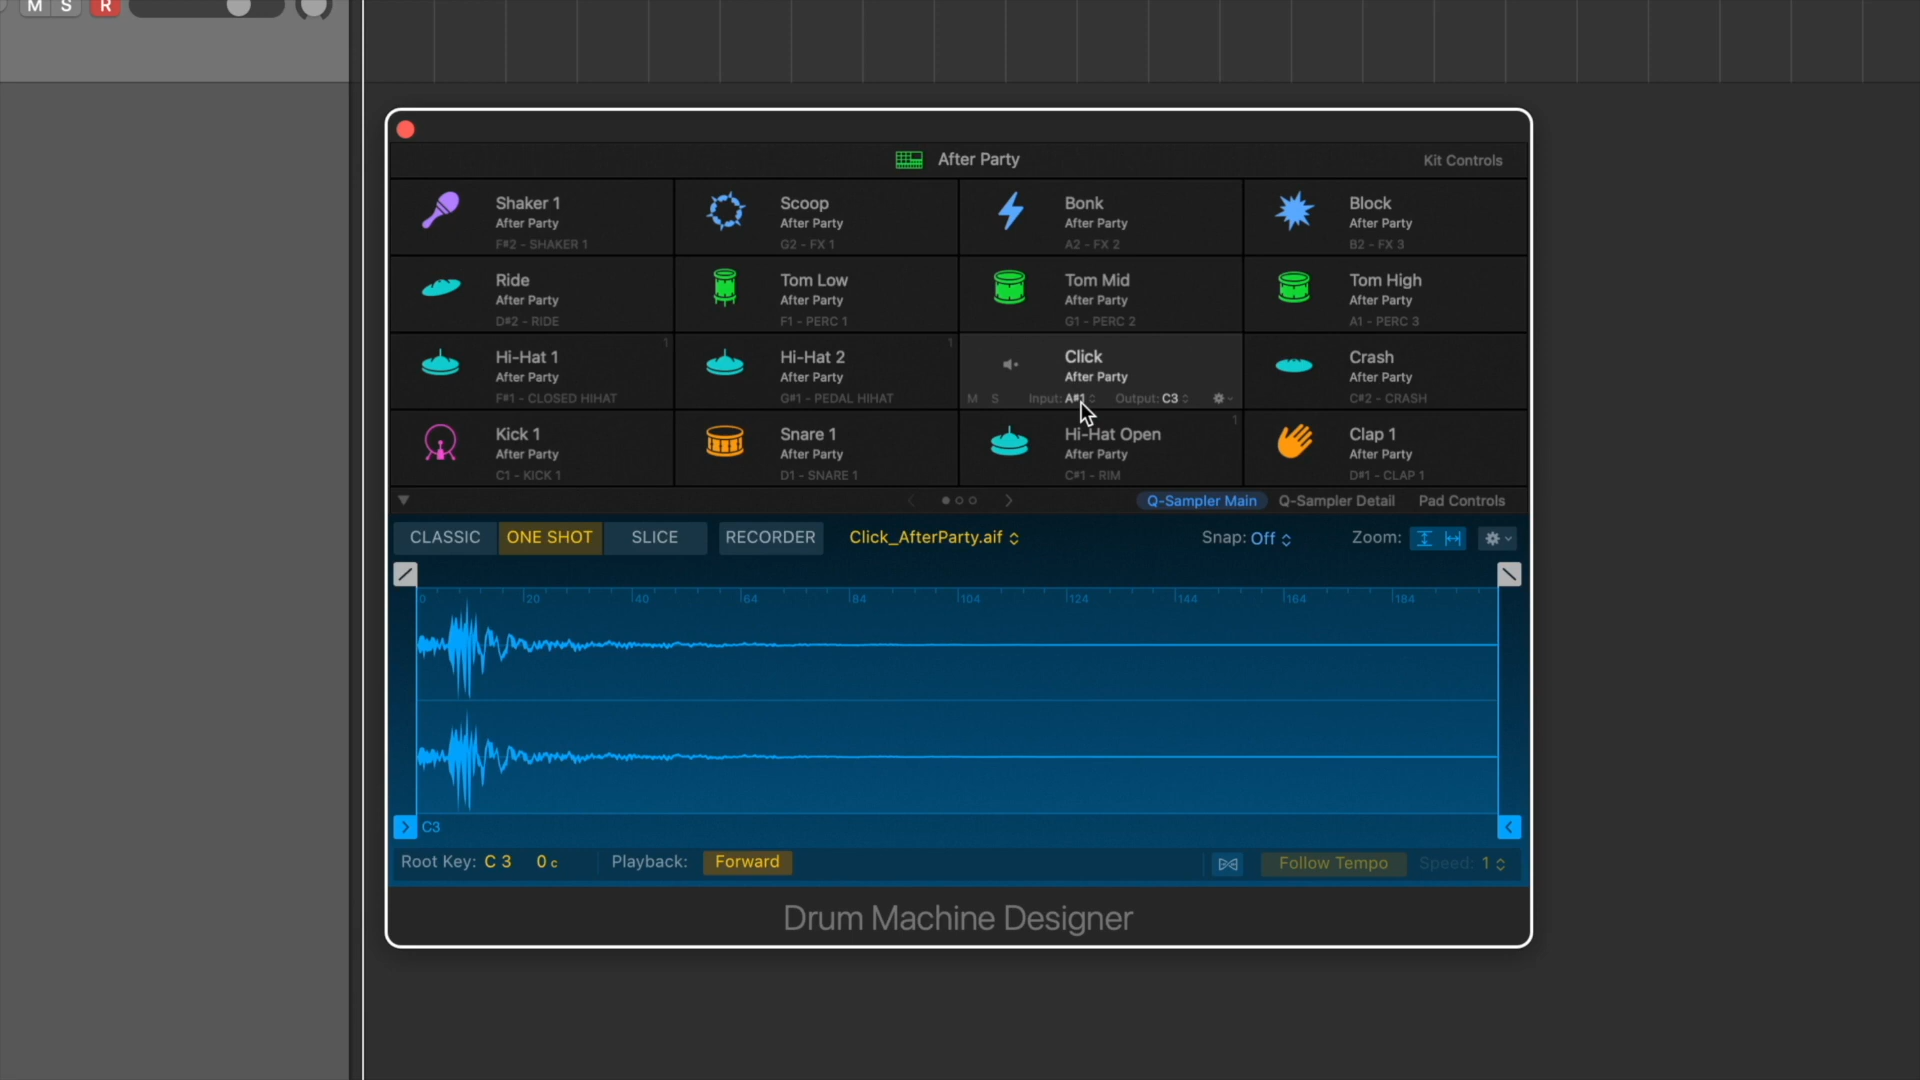 M S R
After Party
Kit Controls
Shaker 1
After Party
F#2 - SHAKER 1
Scoop
After Party
G2 - FX 1
Bonk
After Party
A2 - FX 2
Block
After Party
B2 - FX 3
Ride
After Party
D#2 - RIDE
Tom Low
After Party
F1 - PERC 1
Tom Mid
After Party
G1 - PERC 2
Tom High
After Party
A1 - PERC 3
Hi-Hat 1
1
After Party
F#1 - CLOSED HIHAT
Hi-Hat 2
1
After Party
G#1 - PEDAL HIHAT
Click
After Party
M S Input: A#1 Output: C3
Crash
After Party
C#2 - CRASH
Kick 1
After Party
C1 - KICK 1
Snare 1
After Party
D1 - SNARE 1
Hi-Hat Open
1
After Party
C#1 - RIM
Clap 1
After Party
D#1 - CLAP 1
Q-Sampler Main Q-Sampler Detail Pad Controls
CLASSIC ONE SHOT SLICE RECORDER Click_AfterParty.aif Snap: Off Zoom:
0 20 40 64 84 104 124 144 164 184
C3
Root Key: C 3 0 c Playback: Forward Follow Tempo Speed: 1
Drum Machine Designer